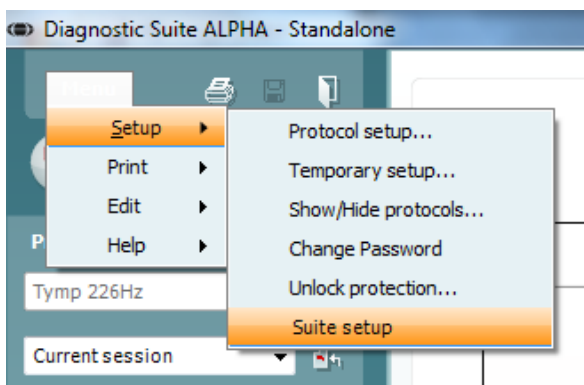 Diagnostic Suite ALPHA - Standalone
Menu
Setup
Protocol setup...
Print
Temporary setup...
Edit
Show/Hide protocols...
Help
Change Password
Unlock protection...
Tymp 226Hz
Suite setup
Current session